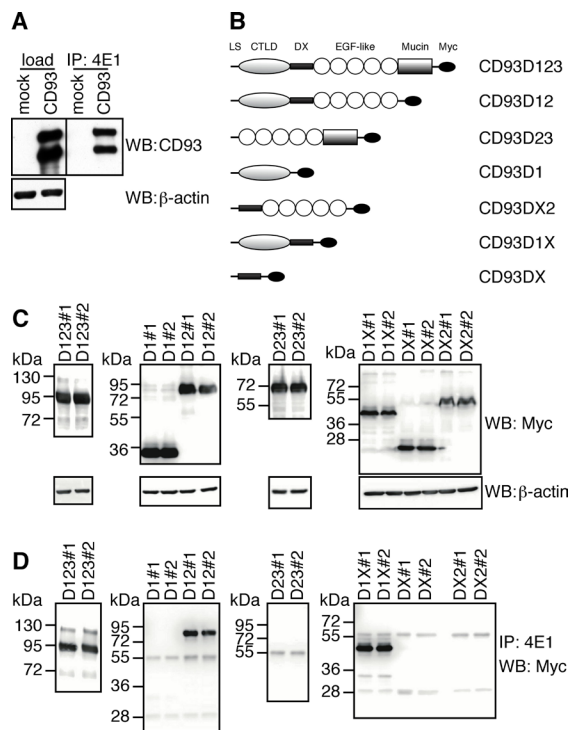 A
load
IP: 4E1
mock
CD93
mock
CD93
WB: CD93
WB: β-actin
B
LS CTLD DX EGF-like Mucin Myc
CD93D123
CD93D12
CD93D23
CD93D1
CD93DX2
CD93D1X
CD93DX
C
kDa
D123#1
D123#2
130
95
72
kDa
D1#1
D1#2
D12#1
D12#2
95
72
55
36
kDa
D23#1
D23#2
72
55
kDa
D1X#1
D1X#2
DX#1
DX#2
DX2#1
DX2#2
72
55
36
28
WB: Myc
WB: β-actin
D
kDa
D123#1
D123#2
130
95
72
kDa
D1#1
D1#2
D12#1
D12#2
95
72
55
36
28
kDa
D23#1
D23#2
95
72
55
36
kDa
D1X#1
D1X#2
DX#1
DX#2
DX2#1
DX2#2
72
55
36
28
IP: 4E1
WB: Myc